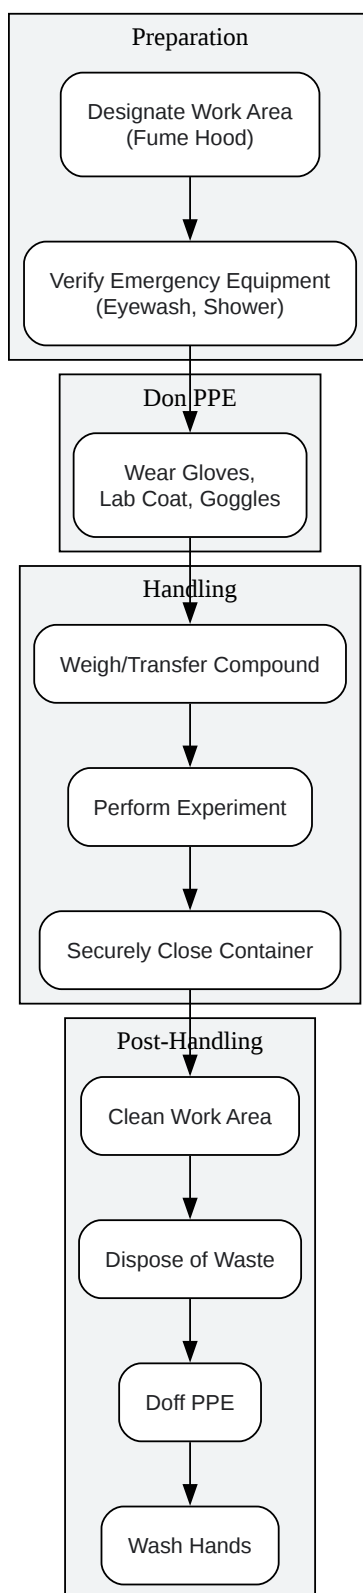 Preparation
Designate Work Area
(Fume Hood)
Verify Emergency Equipment
(Eyewash, Shower)
Don PPE
Wear Gloves,
Lab Coat, Goggles
Handling
Weigh/Transfer Compound
Perform Experiment
Securely Close Container
Post-Handling
Clean Work Area
Dispose of Waste
Doff PPE
Wash Hands